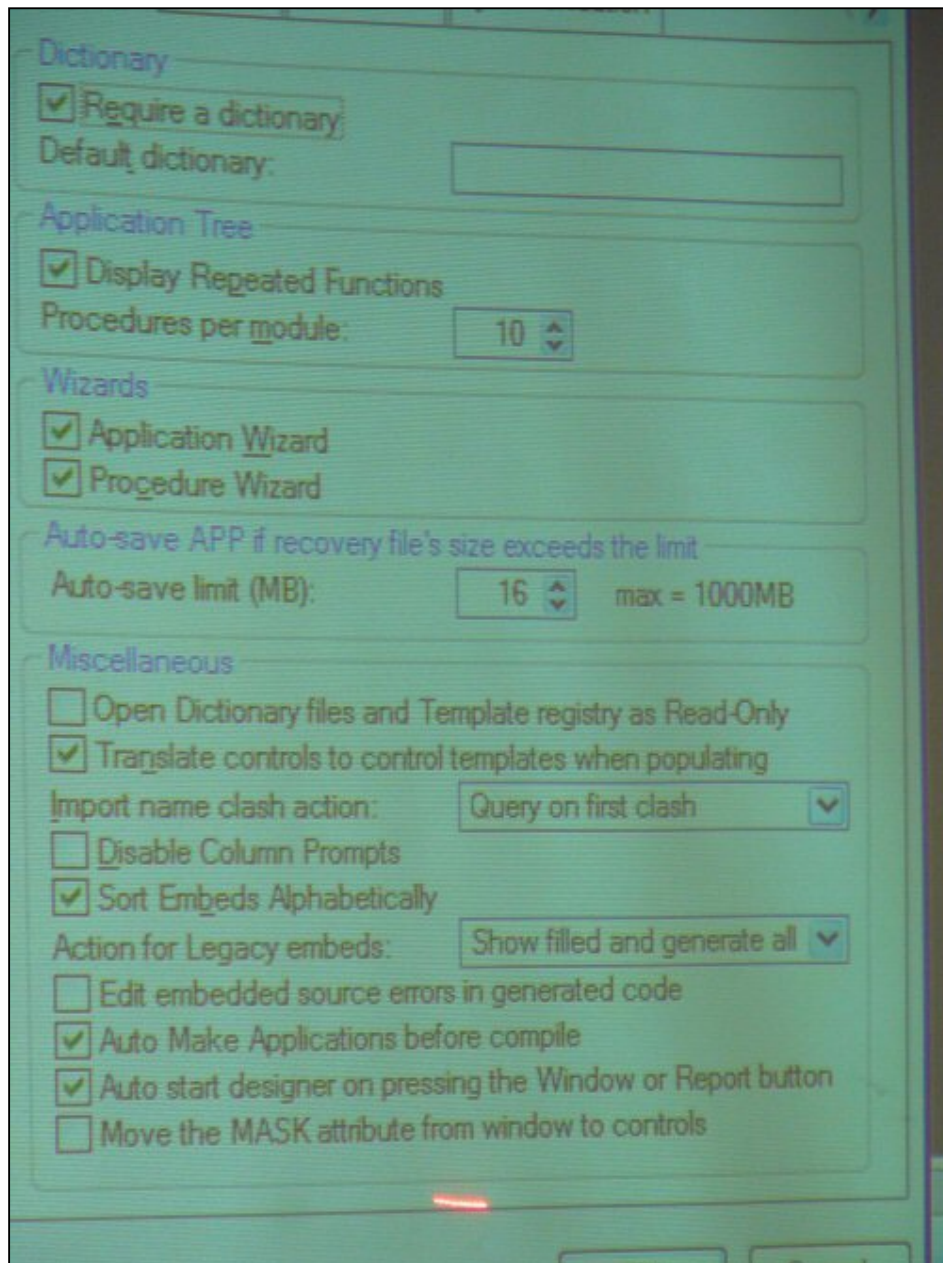 Dictionary
Require a dictionary
Default dictionary:
Application Tree
Display Repeated Functions
Procedures per module: 10
Wizards
Application Wizard
Procedure Wizard
Auto-save APP if recovery file's size exceeds the limit
Auto-save limit (MB): 16 max = 1000MB
Miscellaneous
Open Dictionary files and Template registry as Read-Only
Translate controls to control templates when populating
Import name clash action: Query on first clash
Disable Column Prompts
Sort Embeds Alphabetically
Action for Legacy embeds: Show filled and generate all
Edit embedded source errors in generated code
Auto Make Applications before compile
Auto start designer on pressing the Window or Report button
Move the MASK attribute from window to controls